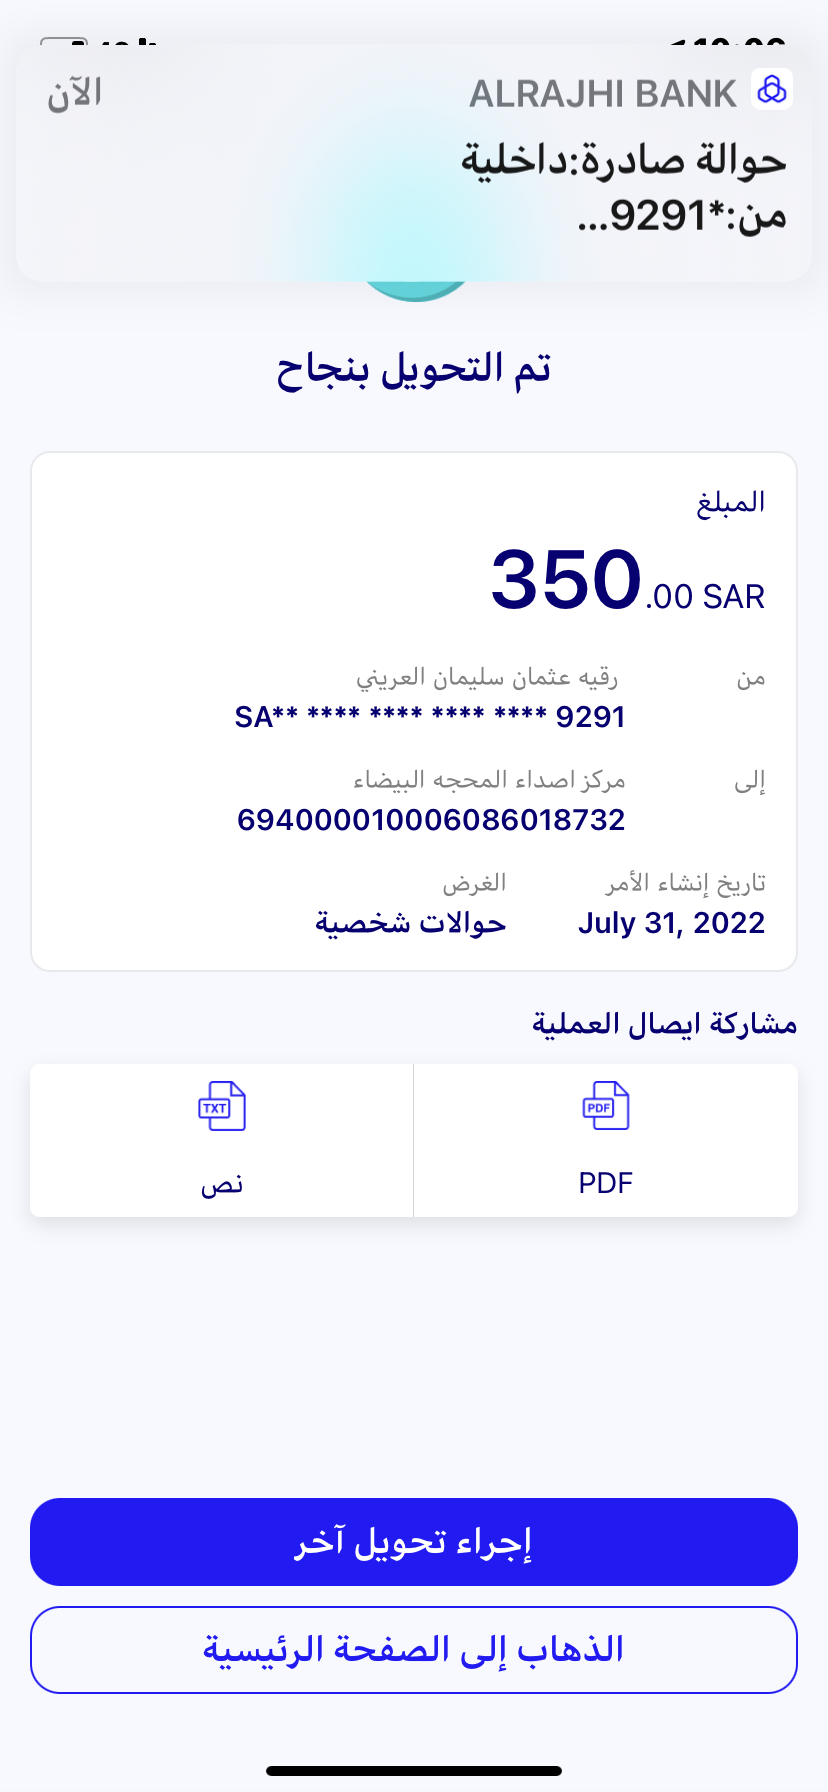 ALRAJHI BANK
الآن
حوالة صادرة:داخلية
من:*9291...
تم التحويل بنجاح
المبلغ
350.00 SAR
من
رقيه عثمان سليمان العريني
SA** **** **** **** **** 9291
إلى
مركز اصداء المحجه البيضاء
694000010006086018732
تاريخ إنشاء الأمر
الغرض
July 31, 2022
حوالات شخصية
مشاركة ايصال العملية
PDF
TXT
PDF
نص
إجراء تحويل آخر
الذهاب إلى الصفحة الرئيسية